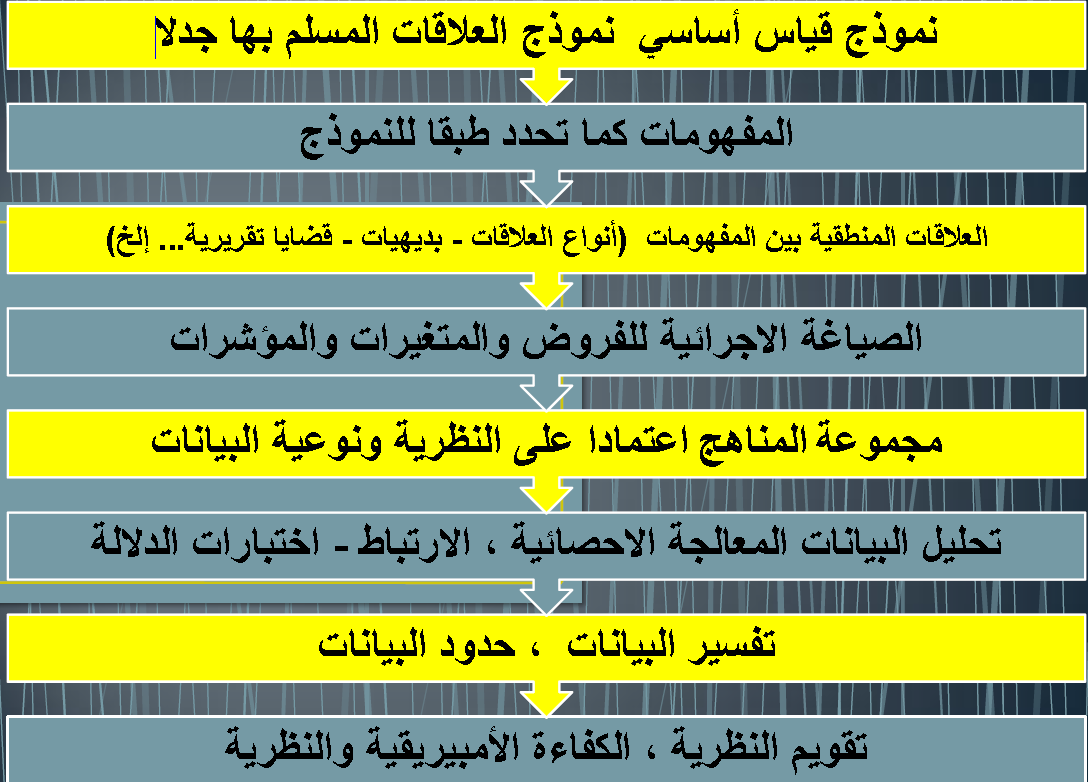 نموذج قياس أساسي نموذج العلاقات المسلم بها جدلا
المفهومات كما تحدد طبقا للنموذج
العلاقات المنطقية بين المفهومات (أنواع العلاقات - بديهيات - قضايا تقريرية... إلخ)
الصياغة الاجرائية للفروض والمتغيرات والمؤشرات
مجموعة المناهج اعتمادا على النظرية ونوعية البيانات
تحليل البيانات المعالجة الاحصائية ، الارتباط - اختبارات الدلالة
تفسير البيانات ، حدود البيانات
تقويم النظرية ، الكفاءة الأمبيريقية والنظرية